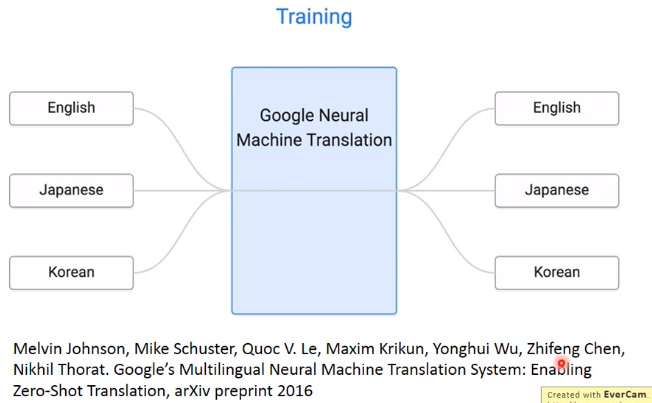 Training
Google Neural
Machine Translation
English
Japanese
Korean
English
Japanese
Korean
Melvin Johnson, Mike Schuster, Quoc V. Le, Maxim Krikun, Yonghui Wu, Zhifeng Chen,
Nikhil Thorat. Google's Multilingual Neural Machine Translation System: Enabling
Zero-Shot Translation, arXiv preprint 2016
Created with EverCam.